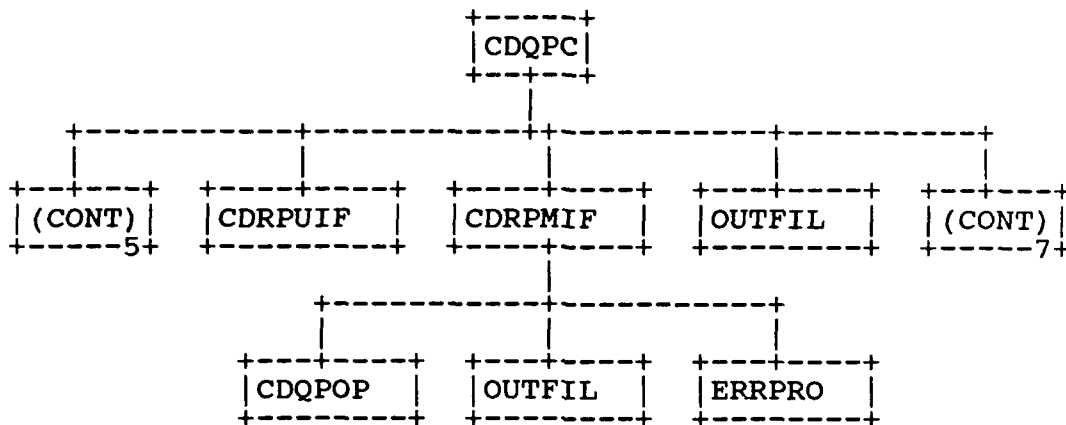 CDQPC
(CONT) CDRPUIF CDRPMIF OUTFIL (CONT)
5 7
CDQPOP OUTFIL ERRPRO